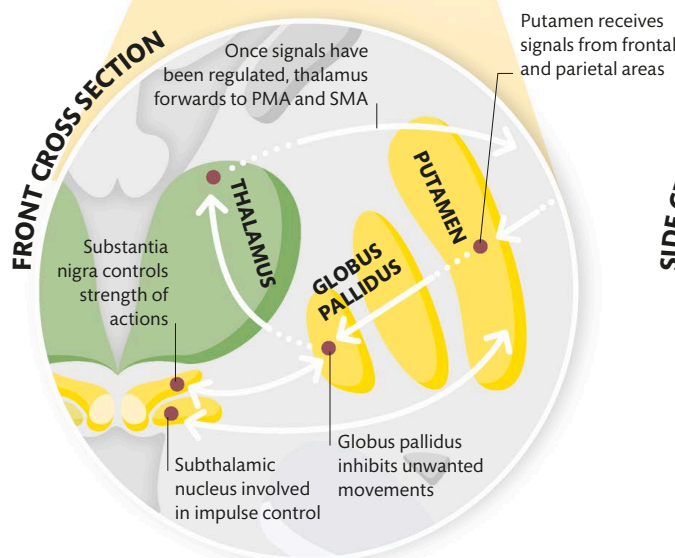 FRONT CROSS SECTION
Once signals have
been regulated, thalamus
forwards to PMA and SMA
Putamen receives
signals from frontal
and parietal areas
THALAMUS
PUTAMEN
GLOBUS
PALLIDUS
Substantia
nigra controls
strength of
actions
Subthalamic
nucleus involved
in impulse control
Globus pallidus
inhibits unwanted
movements
SIDE